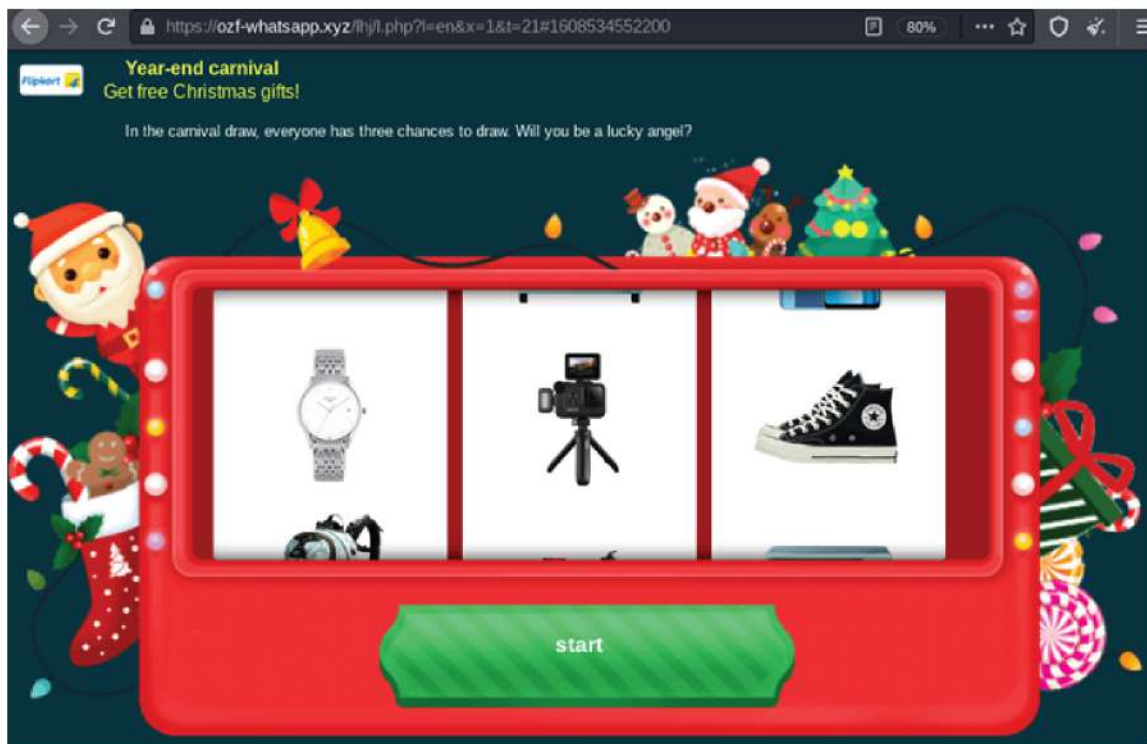 https://ozf-whatsapp.xyz/lhj/l.php?l=en&x=1&t=21#1608534552200
80%
Flipkart
Year-end carnival
Get free Christmas gifts!
In the carnival draw, everyone has three chances to draw. Will you be a lucky angel?
start